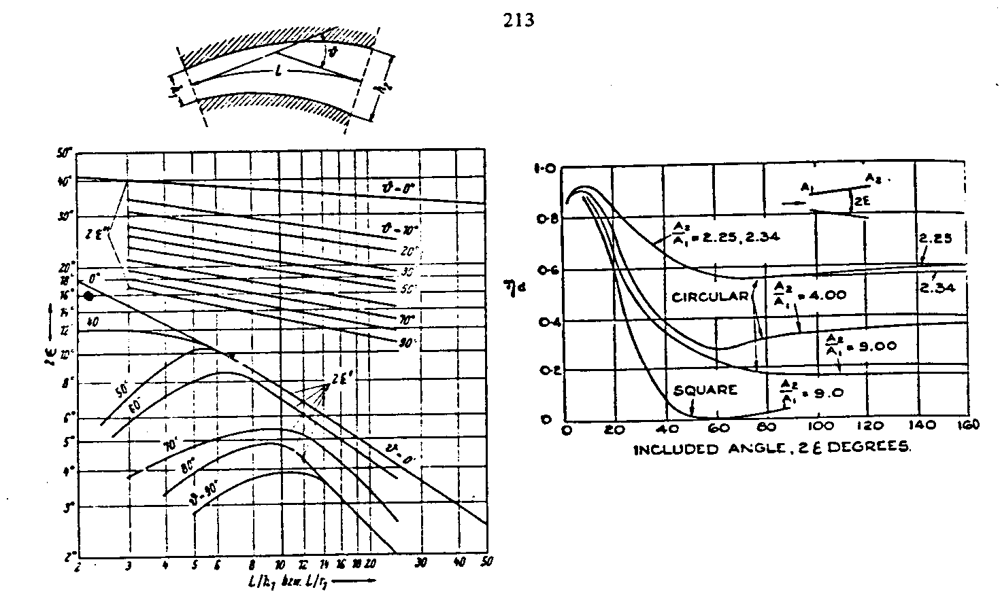 213
ϑ
L
h₁
h₂
50°
40°
30°
20°
18°
16°
14°
12°
10°
8°
6°
5°
4°
3°
2°
2ε
2ε"
ϑ=0°
ϑ=10°
20°
30
50°
70°
90°
0°
40
50°
60°
70°
80°
ϑ=90°
2ε'
ϑ=0°
2 3 4 5 6 8 10 12 14 16 18 20 30 40 50
L/h₁ bzw. L/r₁
1.0
0.8
0.6
0.4
0.2
0
ηd
A₁ A₂
2ε
A₂/A₁ = 2.25, 2.34
2.25
2.34
CIRCULAR
A₂/A₁ = 4.00
A₂/A₁ = 9.00
SQUARE
A₂/A₁ = 9.0
0 20 40 60 80 100 120 140 160
INCLUDED ANGLE, 2ε DEGREES.